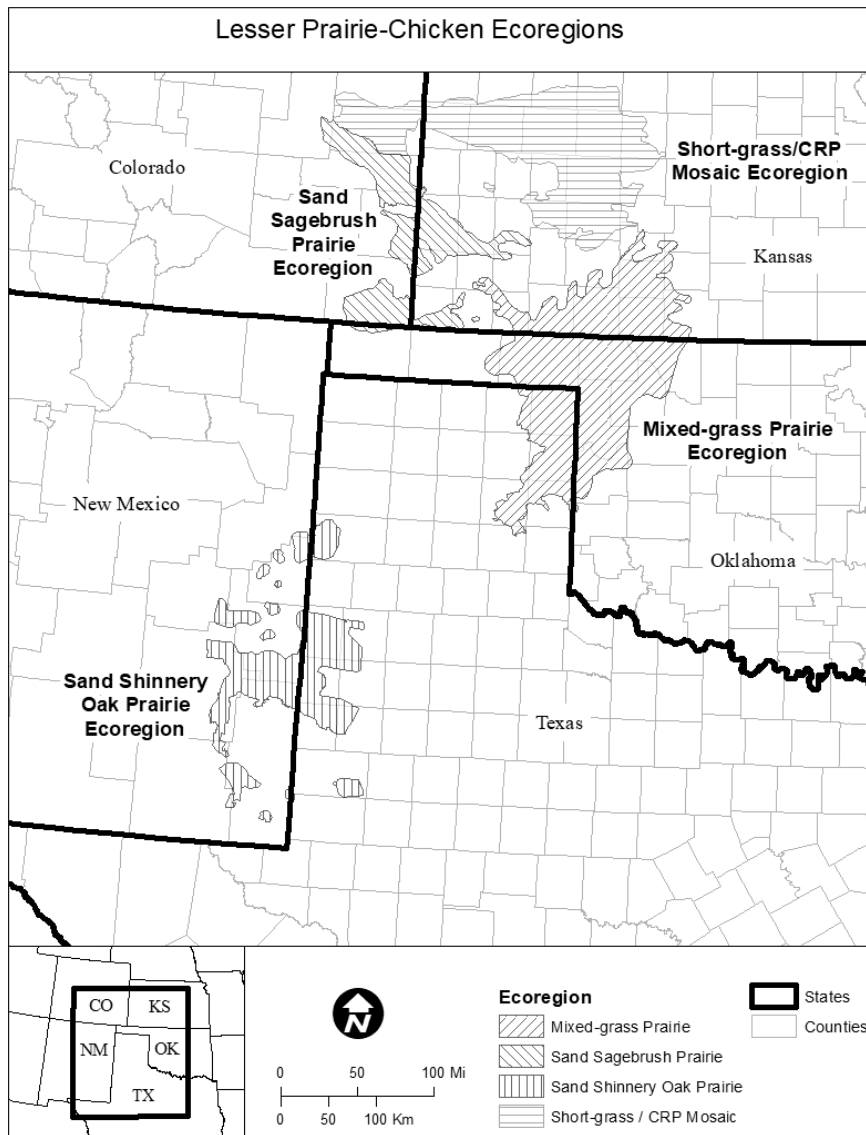 Lesser Prairie-Chicken Ecoregions
Colorado
Short-grass/CRP
Mosaic Ecoregion
Sand
Sagebrush
Prairie
Ecoregion
Kansas
Mixed-grass Prairie
Ecoregion
New Mexico
Oklahoma
Sand Shinnery
Oak Prairie
Ecoregion
Texas
CO
KS
NM
OK
TX
N
0 50 100 Mi
0 50 100 Km
Ecoregion
Mixed-grass Prairie
Sand Sagebrush Prairie
Sand Shinnery Oak Prairie
Short-grass / CRP Mosaic
States
Counties